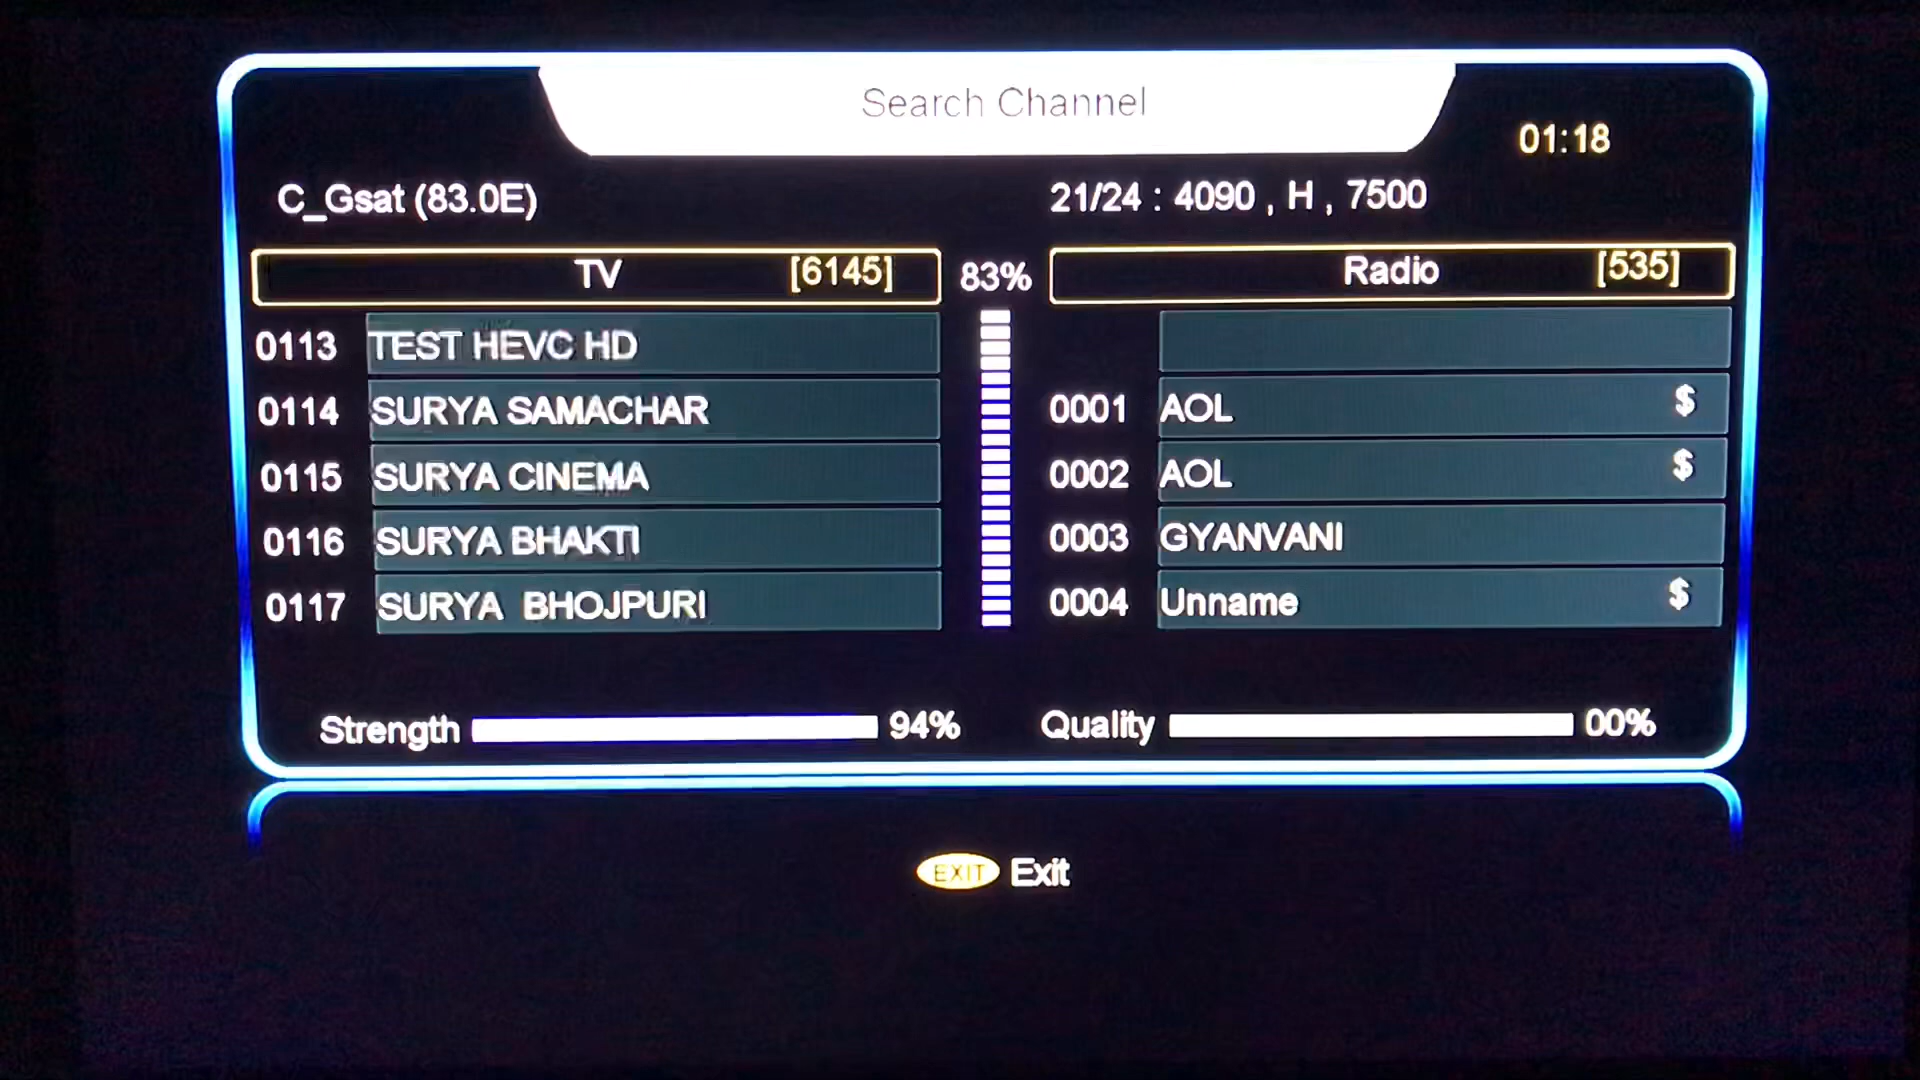 Search Channel
01:18
C_Gsat (83.0E)
21/24 : 4090 , H , 7500
TV [6145]
83%
Radio [535]
0113 TEST HEVC HD
0114 SURYA SAMACHAR
0001 AOL $
0115 SURYA CINEMA
0002 AOL $
0116 SURYA BHAKTI
0003 GYANVANI
0117 SURYA BHOJPURI
0004 Unname $
Strength 94%
Quality 00%
EXIT Exit